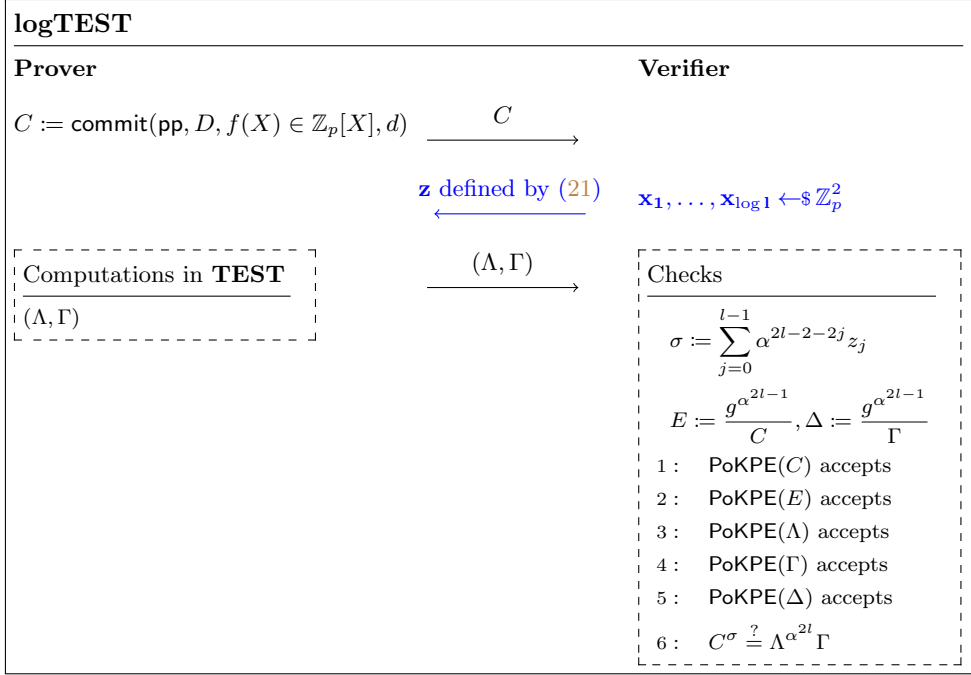 logTEST
Prover Verifier
C := commit(pp, D, f(X) ∈ ℤ_p[X], d) C
z defined by (21) x_1, . . . , x_{log l} ←$ ℤ_p^2
Computations in TEST (Λ, Γ) Checks
(Λ, Γ)
σ := ∑_{j=0}^{l−1} α^{2l−2−2j} z_j
E := g^{α^{2l−1}} / C, Δ := g^{α^{2l−1}} / Γ
1 : PoKPE(C) accepts
2 : PoKPE(E) accepts
3 : PoKPE(Λ) accepts
4 : PoKPE(Γ) accepts
5 : PoKPE(Δ) accepts
6 : C^σ ≟ Λ^{α^{2l}} Γ